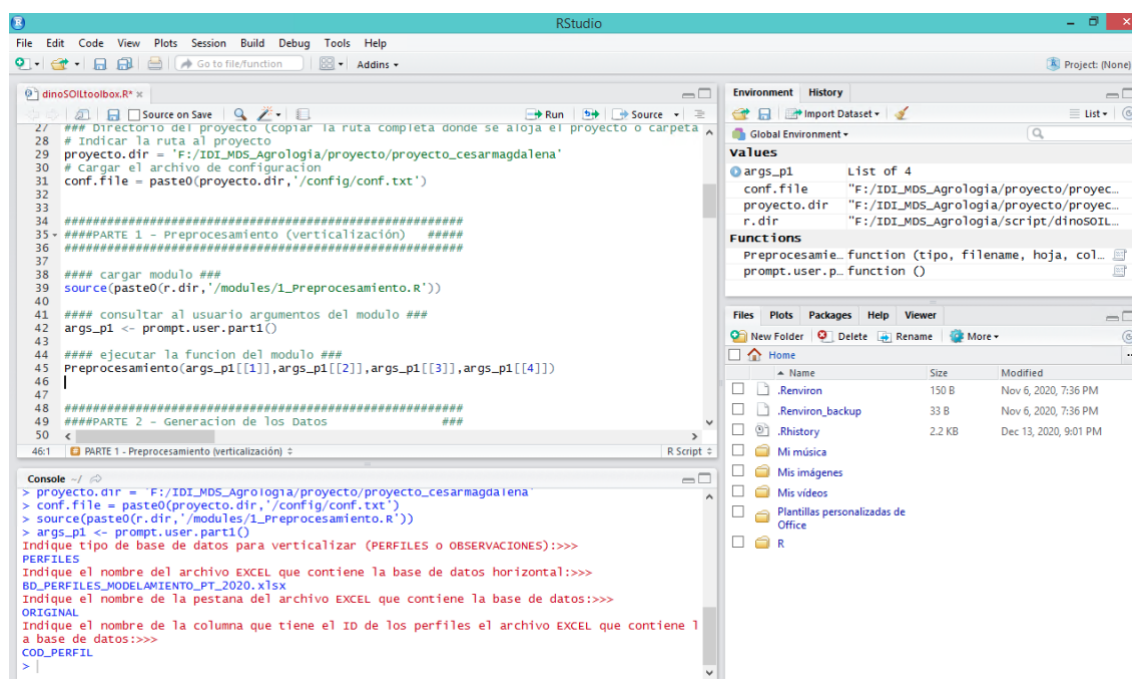 RStudio
File Edit Code View Plots Session Build Debug Tools Help
Go to file/function Addins Project: (None)
dinoSOILtoolbox.R*
Source on Save Run Source
27 ### Directorio del proyecto (copiar la ruta completa donde se aloja el proyecto o carpeta
28 # Indicar la ruta al proyecto
29 proyecto.dir = 'F:/IDI_MDS_Agrologia/proyecto/proyecto_cesarmagdalena'
30 # Cargar el archivo de configuracion
31 conf.file = paste0(proyecto.dir,'/config/conf.txt')
32
33
34 ########################################################
35 ####PARTE 1 - Preprocesamiento (verticalización) #####
36 ########################################################
37
38 #### cargar modulo ###
39 source(paste0(r.dir,'/modules/1_Preprocesamiento.R'))
40
41 #### consultar al usuario argumentos del modulo ###
42 args_p1 <- prompt.user.part1()
43
44 #### ejecutar la funcion del modulo ###
45 Preprocesamiento(args_p1[[1]],args_p1[[2]],args_p1[[3]],args_p1[[4]])
46
47
48 ########################################################
49 ####PARTE 2 - Generacion de los Datos ###
50
46:1 PARTE 1 - Preprocesamiento (verticalización) R Script
Console ~/
> proyecto.dir = 'F:/IDI_MDS_Agrologia/proyecto/proyecto_cesarmagdalena'
> conf.file = paste0(proyecto.dir,'/config/conf.txt')
> source(paste0(r.dir,'/modules/1_Preprocesamiento.R'))
> args_p1 <- prompt.user.part1()
Indique tipo de base de datos para verticalizar (PERFILES o OBSERVACIONES):>>>
PERFILES
Indique el nombre del archivo EXCEL que contiene la base de datos horizontal:>>>
BD_PERFILES_MODELAMIENTO_PT_2020.xlsx
Indique el nombre de la pestana del archivo EXCEL que contiene la base de datos:>>>
ORIGINAL
Indique el nombre de la columna que tiene el ID de los perfiles el archivo EXCEL que contiene l
a base de datos:>>>
COD_PERFIL
>
Environment History
Import Dataset List
Global Environment
Values
args_p1 List of 4
conf.file "F:/IDI_MDS_Agrologia/proyecto/proyec…
proyecto.dir "F:/IDI_MDS_Agrologia/proyecto/proyec…
r.dir "F:/IDI_MDS_Agrologia/script/dinoSOIL…
Functions
Preprocesamie… function (tipo, filename, hoja, col…
prompt.user.p… function ()
Files Plots Packages Help Viewer
New Folder Delete Rename More
Home
Name Size Modified
.Renviron 150 B Nov 6, 2020, 7:36 PM
.Renviron_backup 33 B Nov 6, 2020, 7:36 PM
.Rhistory 2.2 KB Dec 13, 2020, 9:01 PM
Mi música
Mis imágenes
Mis vídeos
Plantillas personalizadas de
Office
R